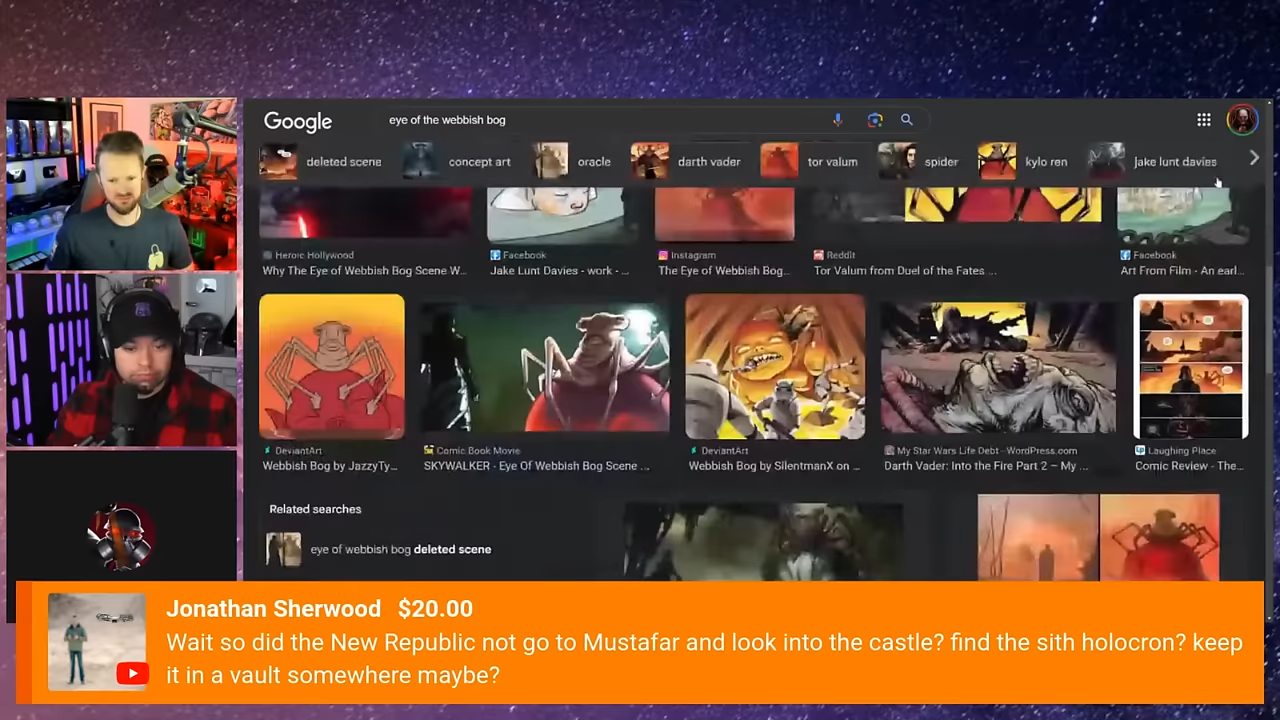 Google
eye of the webbish bog
deleted scene
concept art
oracle
darth vader
tor valum
spider
kylo ren
jake lunt davies
Heroic Hollywood
Why The Eye of Webbish Bog Scene W...
Facebook
Jake Lunt Davies - work - ...
Instagram
The Eye of Webbish Bog...
Reddit
Tor Valum from Duel of the Fates ...
Facebook
Art From Film - An earl...
DeviantArt
Webbish Bog by JazzyTy...
Comic Book Movie
SKYWALKER - Eye Of Webbish Bog Scene ...
DeviantArt
Webbish Bog by SilentmanX on ...
My Star Wars Life Debt - WordPress.com
Darth Vader: Into the Fire Part 2 – My ...
Laughing Place
Comic Review - The...
Related searches
eye of webbish bog deleted scene
Jonathan Sherwood $20.00
Wait so did the New Republic not go to Mustafar and look into the castle? find the sith holocron? keep
it in a vault somewhere maybe?